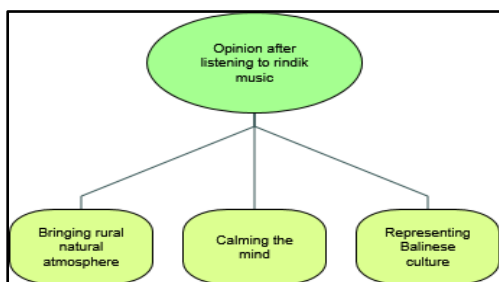 Opinion after
listening to rindik
music
Bringing rural
natural
atmosphere
Calming the
mind
Representing
Balinese
culture